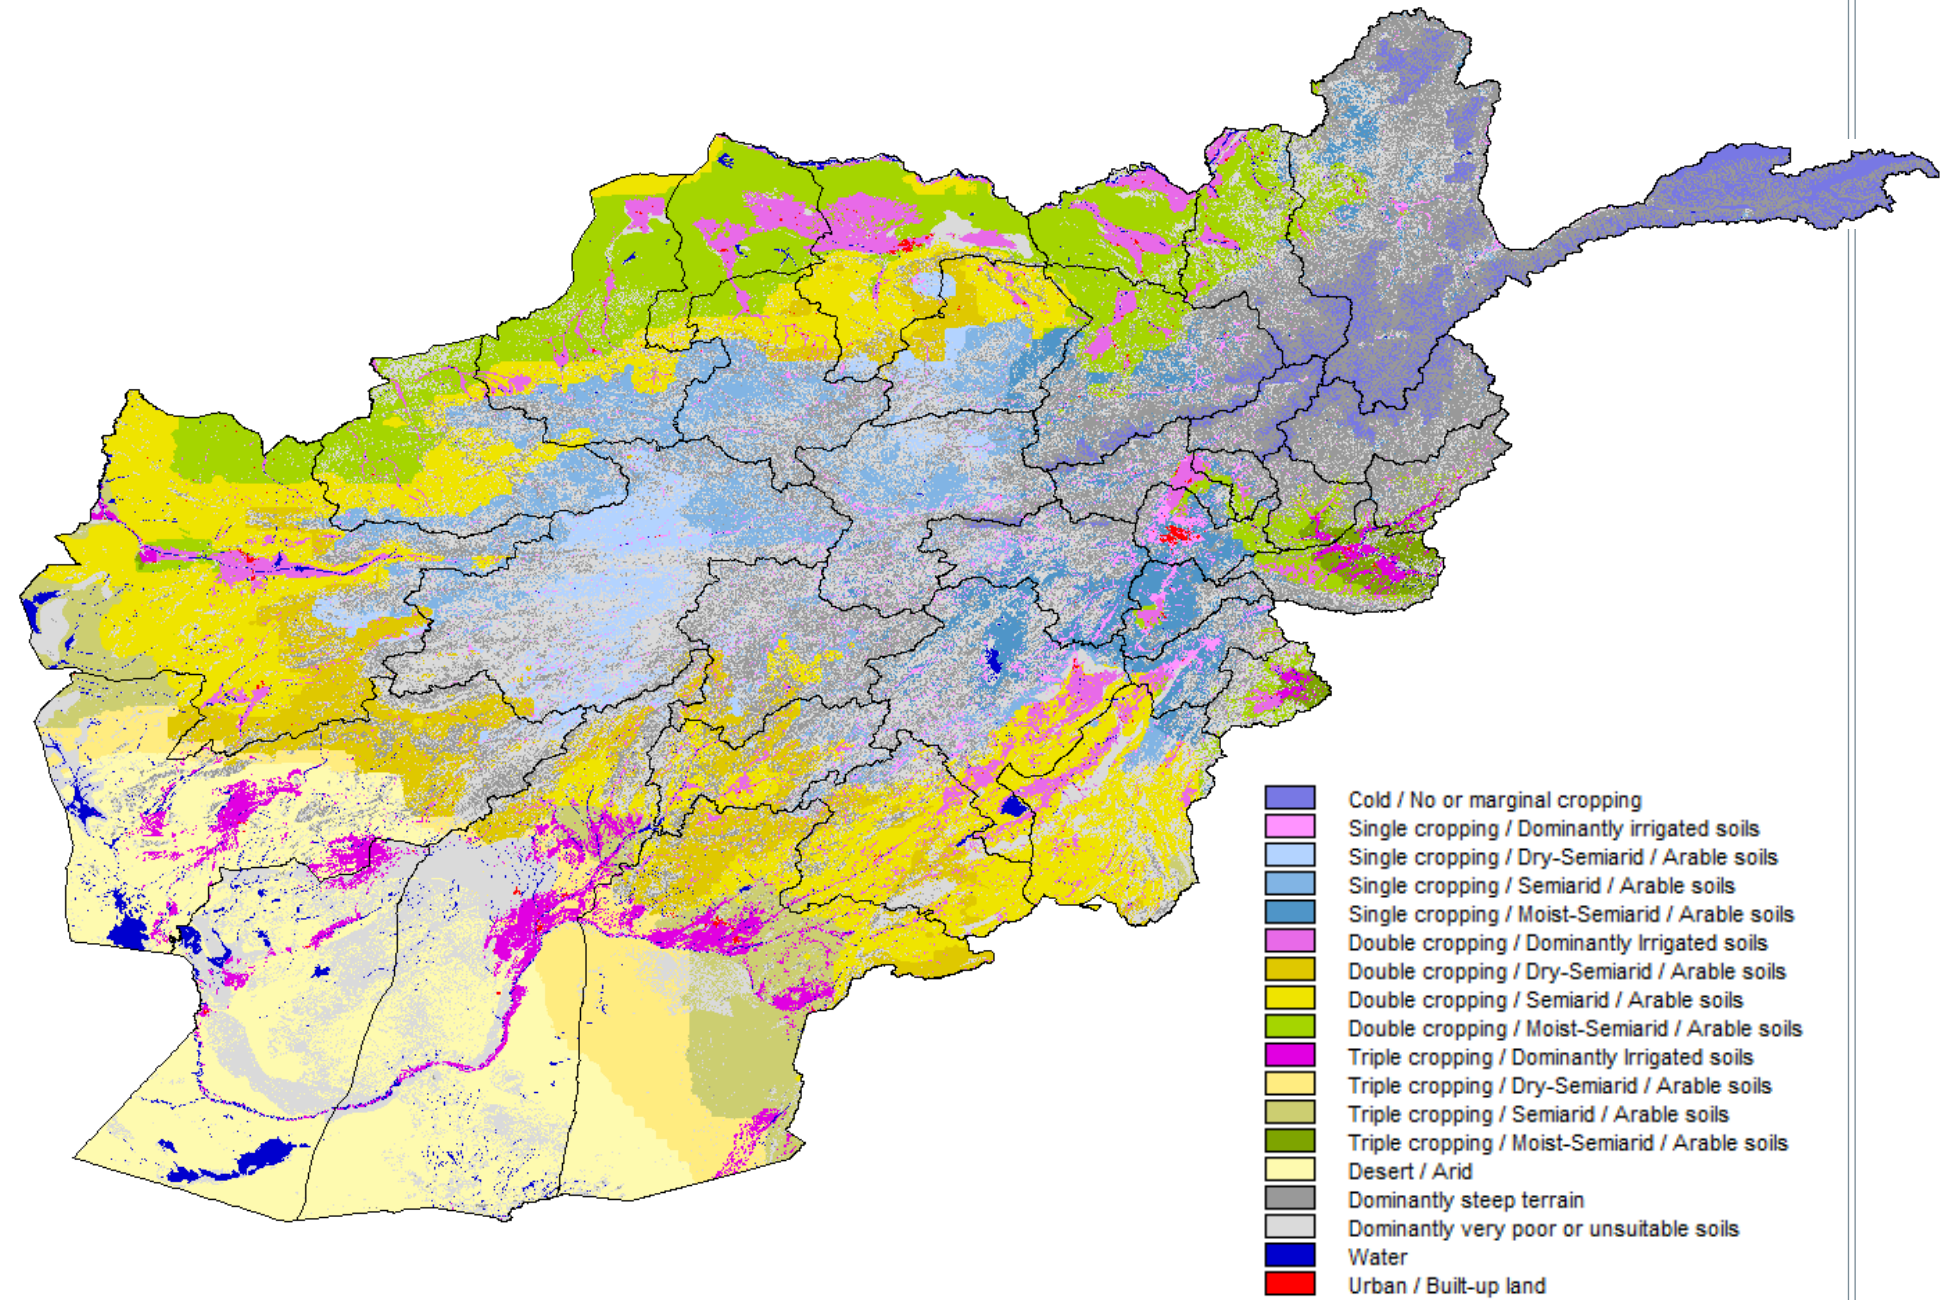 Cold / No or marginal cropping
Single cropping / Dominantly irrigated soils
Single cropping / Dry-Semiarid / Arable soils
Single cropping / Semiarid / Arable soils
Single cropping / Moist-Semiarid / Arable soils
Double cropping / Dominantly Irrigated soils
Double cropping / Dry-Semiarid / Arable soils
Double cropping / Semiarid / Arable soils
Double cropping / Moist-Semiarid / Arable soils
Triple cropping / Dominantly Irrigated soils
Triple cropping / Dry-Semiarid / Arable soils
Triple cropping / Semiarid / Arable soils
Triple cropping / Moist-Semiarid / Arable soils
Desert / Arid
Dominantly steep terrain
Dominantly very poor or unsuitable soils
Water
Urban / Built-up land